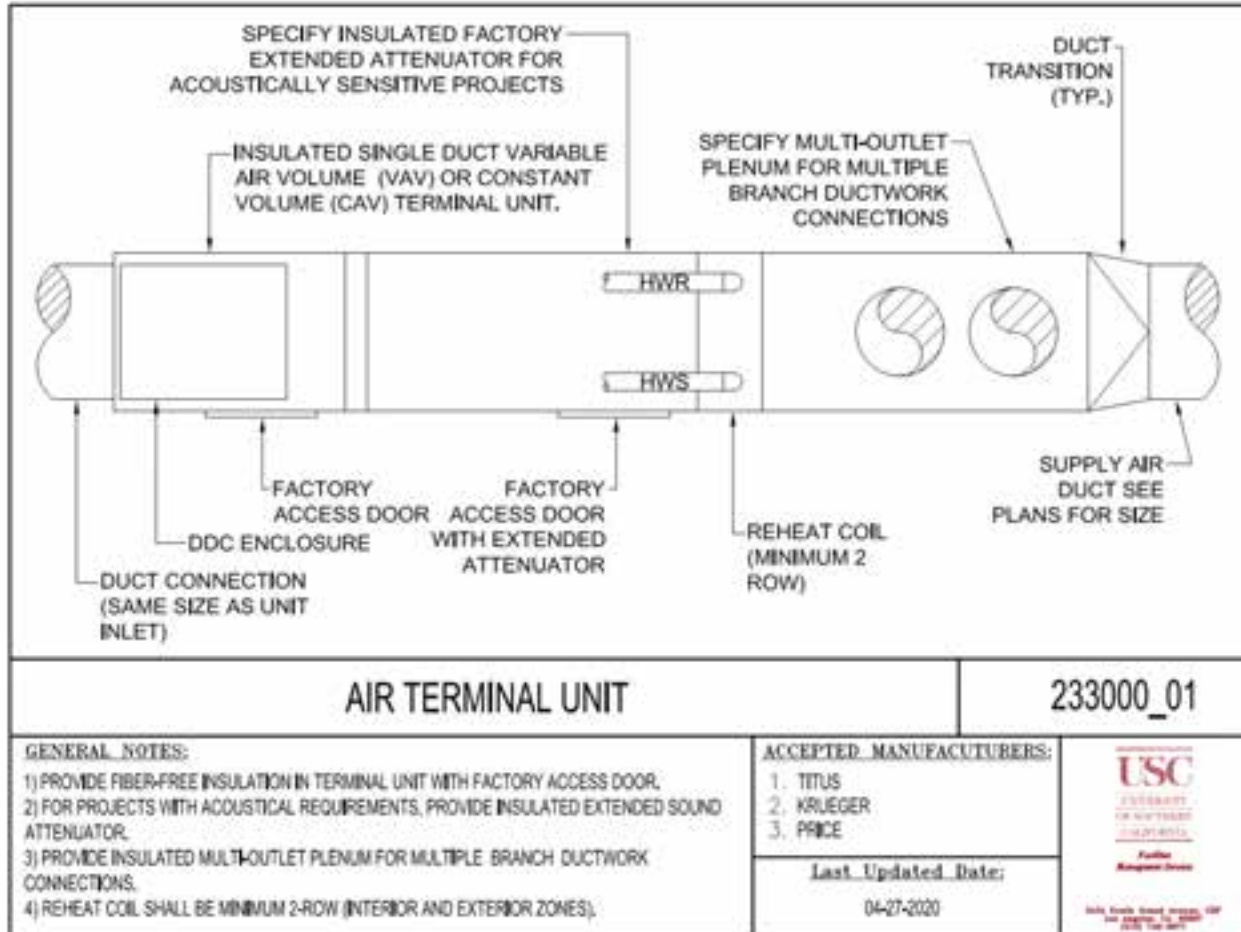 SPECIFY INSULATED FACTORY
EXTENDED ATTENUATOR FOR
ACOUSTICALLY SENSITIVE PROJECTS
DUCT
TRANSITION
(TYP.)
INSULATED SINGLE DUCT VARIABLE
AIR VOLUME (VAV) OR CONSTANT
VOLUME (CAV) TERMINAL UNIT.
SPECIFY MULTI-OUTLET
PLENUM FOR MULTIPLE
BRANCH DUCTWORK
CONNECTIONS
HWR
HWS
FACTORY
ACCESS DOOR
DDC ENCLOSURE
DUCT CONNECTION
(SAME SIZE AS UNIT
INLET)
FACTORY
ACCESS DOOR
WITH EXTENDED
ATTENUATOR
REHEAT COIL
(MINIMUM 2
ROW)
SUPPLY AIR
DUCT SEE
PLANS FOR SIZE
AIR TERMINAL UNIT
233000_01
GENERAL NOTES:
1) PROVIDE FIBER-FREE INSULATION IN TERMINAL UNIT WITH FACTORY ACCESS DOOR.
2) FOR PROJECTS WITH ACOUSTICAL REQUIREMENTS, PROVIDE INSULATED EXTENDED SOUND
ATTENUATOR.
3) PROVIDE INSULATED MULTI-OUTLET PLENUM FOR MULTIPLE BRANCH DUCTWORK
CONNECTIONS.
4) REHEAT COIL SHALL BE MINIMUM 2-ROW (INTERIOR AND EXTERIOR ZONES).
ACCEPTED MANUFACUTURERS:
1. TITUS
2. KRUEGER
3. PRICE
Last Updated Date:
04-27-2020
USC
UNIVERSITY
OF SOUTHERN
CALIFORNIA